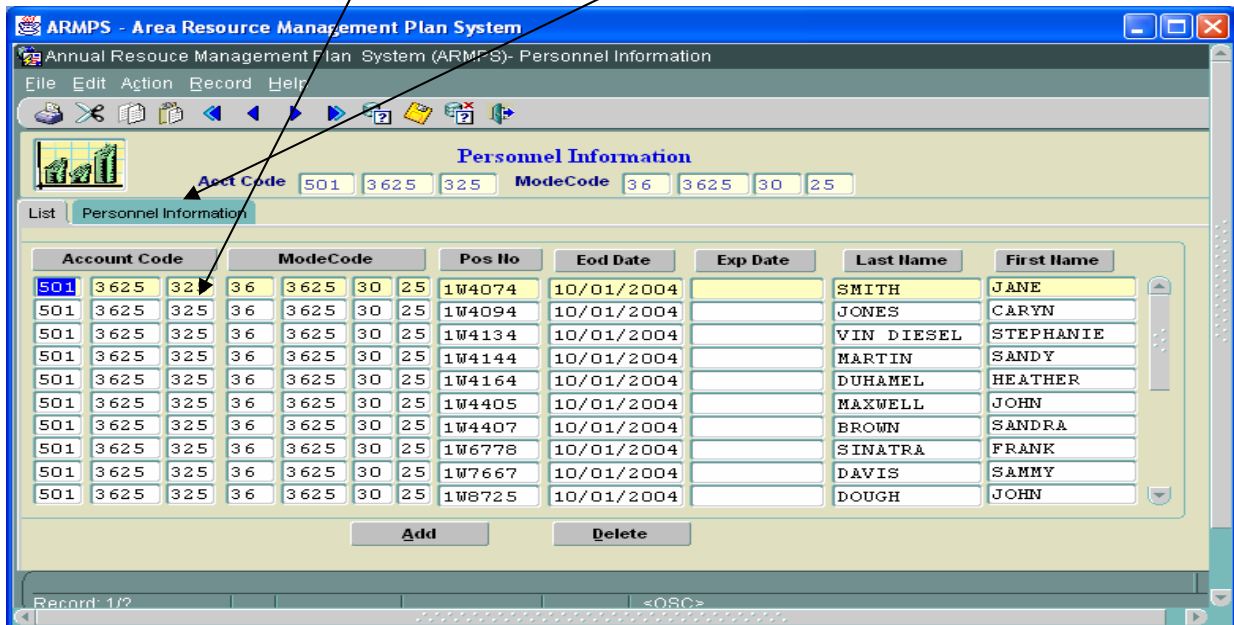 ARMPS - Area Resource Management Plan System
Annual Resouce Management Plan System (ARMPS)- Personnel Information
File Edit Action Record Help
Personnel Information
Acct Code 501 3625 325 ModeCode 36 3625 30 25
List Personnel Information
Account Code ModeCode Pos No Eod Date Exp Date Last Name First Name
501 3625 325 36 3625 30 25 1W4074 10/01/2004 SMITH JANE
501 3625 325 36 3625 30 25 1W4094 10/01/2004 JONES CARYN
501 3625 325 36 3625 30 25 1W4134 10/01/2004 VIN DIESEL STEPHANIE
501 3625 325 36 3625 30 25 1W4144 10/01/2004 MARTIN SANDY
501 3625 325 36 3625 30 25 1W4164 10/01/2004 DUHAMEL HEATHER
501 3625 325 36 3625 30 25 1W4405 10/01/2004 MAXWELL JOHN
501 3625 325 36 3625 30 25 1W4407 10/01/2004 BROWN SANDRA
501 3625 325 36 3625 30 25 1W6778 10/01/2004 SINATRA FRANK
501 3625 325 36 3625 30 25 1W7667 10/01/2004 DAVIS SAMMY
501 3625 325 36 3625 30 25 1W8725 10/01/2004 DOUGH JOHN
Add Delete
Record: 1/? <OSC>